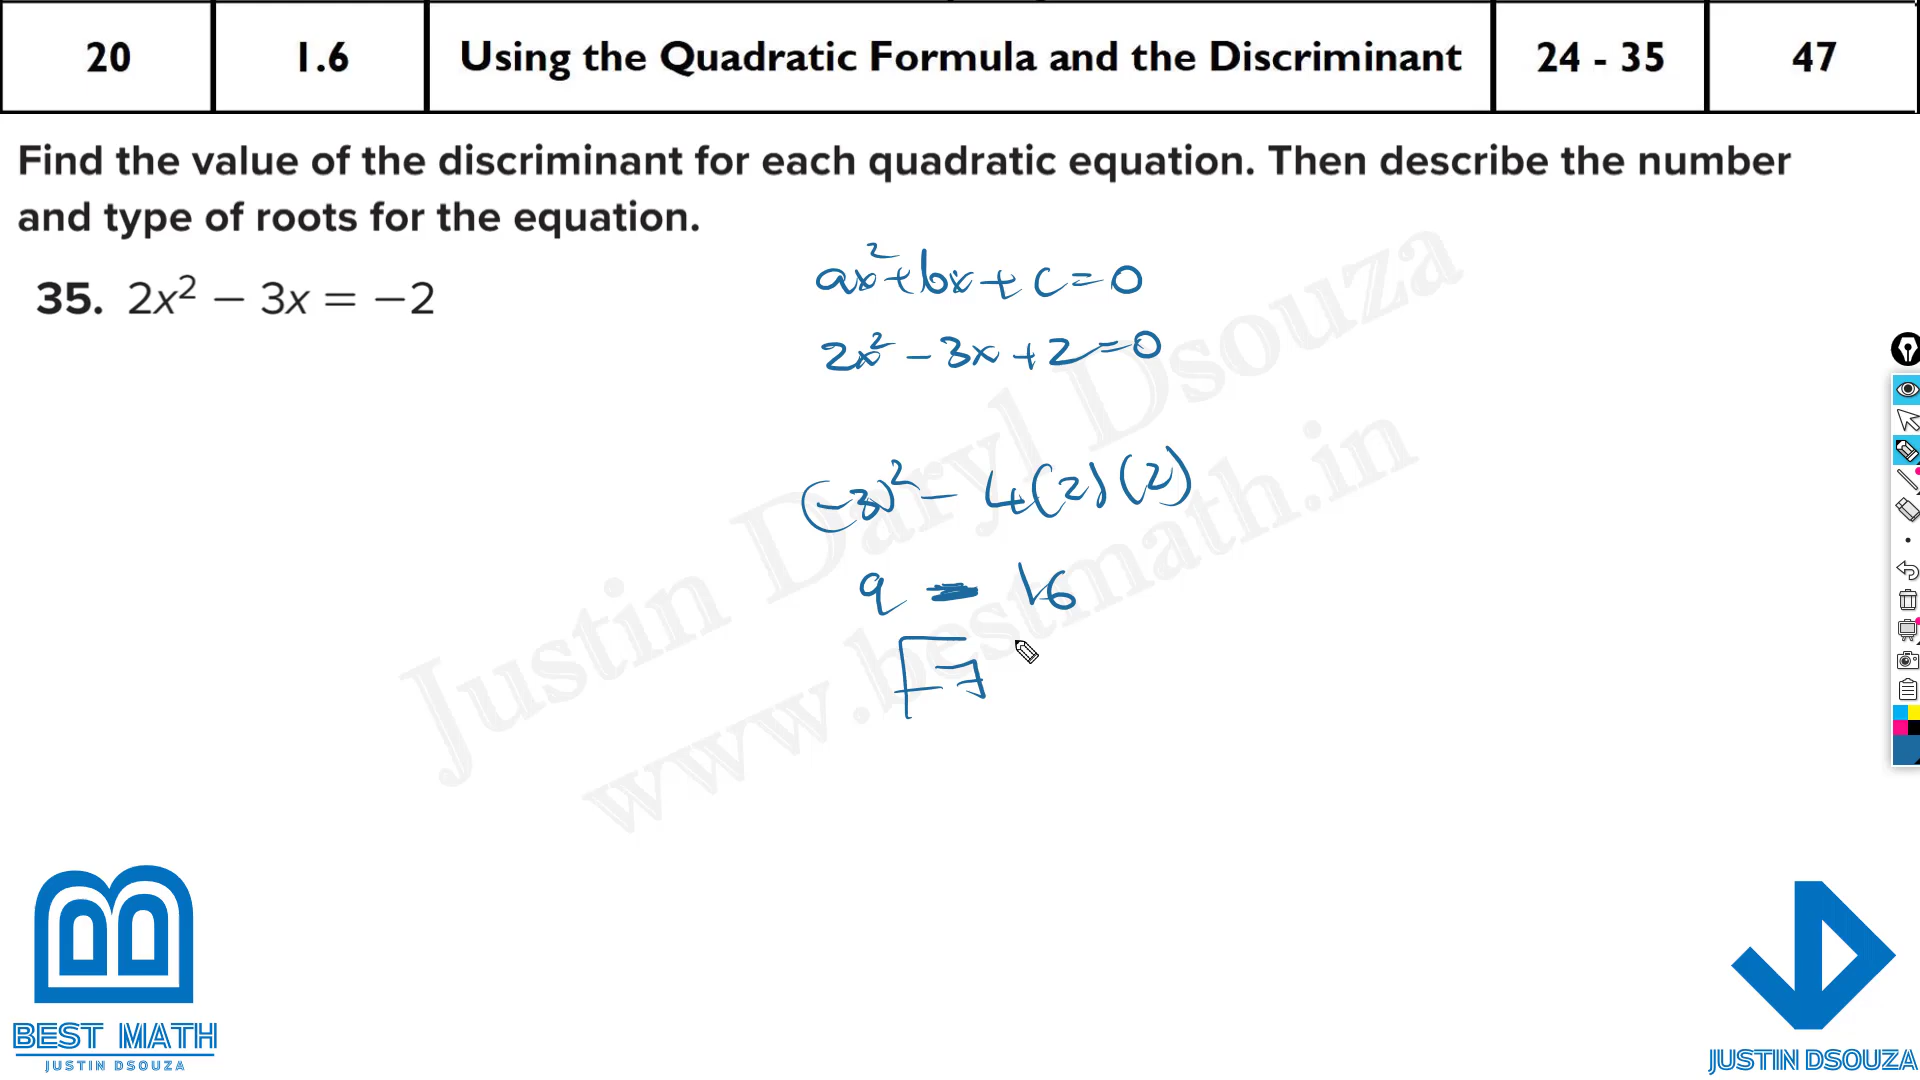 20 1.6 Using the Quadratic Formula and the Discriminant 24 - 35 47
Find the value of the discriminant for each quadratic equation. Then describe the number
and type of roots for the equation.
35. 2x² − 3x = −2
ax²+bx+c=0
2x²-3x+2=0
(-3)²-4(2)(2)
9 - 16
-7
Justin Daryl Dsouza
www.bestmath.in
BEST MATH
JUSTIN DSOUZA
JUSTIN DSOUZA